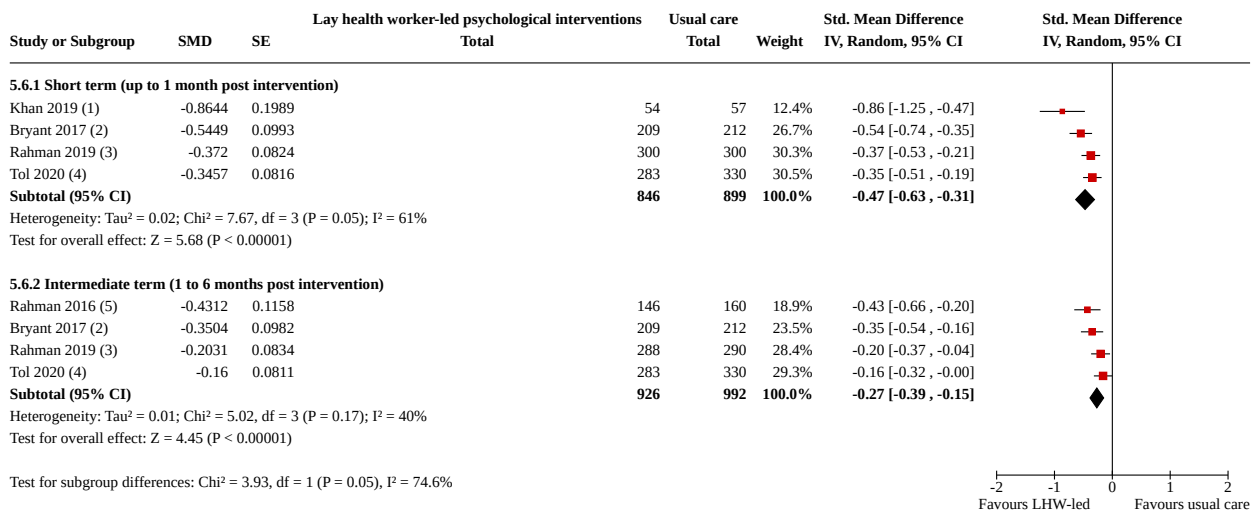 Lay health worker-led psychological interventions Usual care Std. Mean Difference Std. Mean Difference
Study or Subgroup SMD SE Total Total Weight IV, Random, 95% CI IV, Random, 95% CI
5.6.1 Short term (up to 1 month post intervention)
Khan 2019 (1) -0.8644 0.1989 54 57 12.4% -0.86 [-1.25 , -0.47]
Bryant 2017 (2) -0.5449 0.0993 209 212 26.7% -0.54 [-0.74 , -0.35]
Rahman 2019 (3) -0.372 0.0824 300 300 30.3% -0.37 [-0.53 , -0.21]
Tol 2020 (4) -0.3457 0.0816 283 330 30.5% -0.35 [-0.51 , -0.19]
Subtotal (95% CI) 846 899 100.0% -0.47 [-0.63 , -0.31]
Heterogeneity: Tau² = 0.02; Chi² = 7.67, df = 3 (P = 0.05); I² = 61%
Test for overall effect: Z = 5.68 (P < 0.00001)
5.6.2 Intermediate term (1 to 6 months post intervention)
Rahman 2016 (5) -0.4312 0.1158 146 160 18.9% -0.43 [-0.66 , -0.20]
Bryant 2017 (2) -0.3504 0.0982 209 212 23.5% -0.35 [-0.54 , -0.16]
Rahman 2019 (3) -0.2031 0.0834 288 290 28.4% -0.20 [-0.37 , -0.04]
Tol 2020 (4) -0.16 0.0811 283 330 29.3% -0.16 [-0.32 , -0.00]
Subtotal (95% CI) 926 992 100.0% -0.27 [-0.39 , -0.15]
Heterogeneity: Tau² = 0.01; Chi² = 5.02, df = 3 (P = 0.17); I² = 40%
Test for overall effect: Z = 4.45 (P < 0.00001)
Test for subgroup differences: Chi² = 3.93, df = 1 (P = 0.05), I² = 74.6%
-2 -1 0 1 2
Favours LHW-led Favours usual care